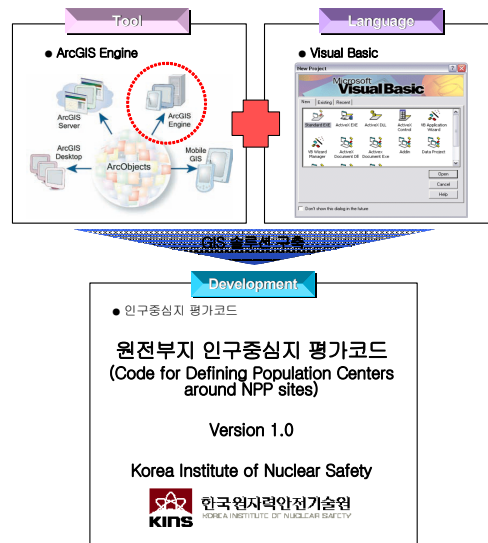 Tool
● ArcGIS Engine
ArcGIS
Server
ArcGIS
Engine
ArcGIS
Desktop
ArcObjects
Mobile
GIS
Language
● Visual Basic
New Project
Microsoft
Visual Basic
New Existing Recent
Standard EXE ActiveX EXE ActiveX DLL ActiveX Control VB Application Wizard
VB Wizard Manager ActiveX Document Dll Activex Document Exe Addin Data Project
Open
Cancel
Help
Don't show this dialog in the future
GIS 솔루션 구축
Development
● 인구중심지 평가코드
원전부지 인구중심지 평가코드
(Code for Defining Population Centers
around NPP sites)
Version 1.0
Korea Institute of Nuclear Safety
KINS 한국원자력안전기술원
KOREA INSTITUTE OF NUCLEAR SAFETY